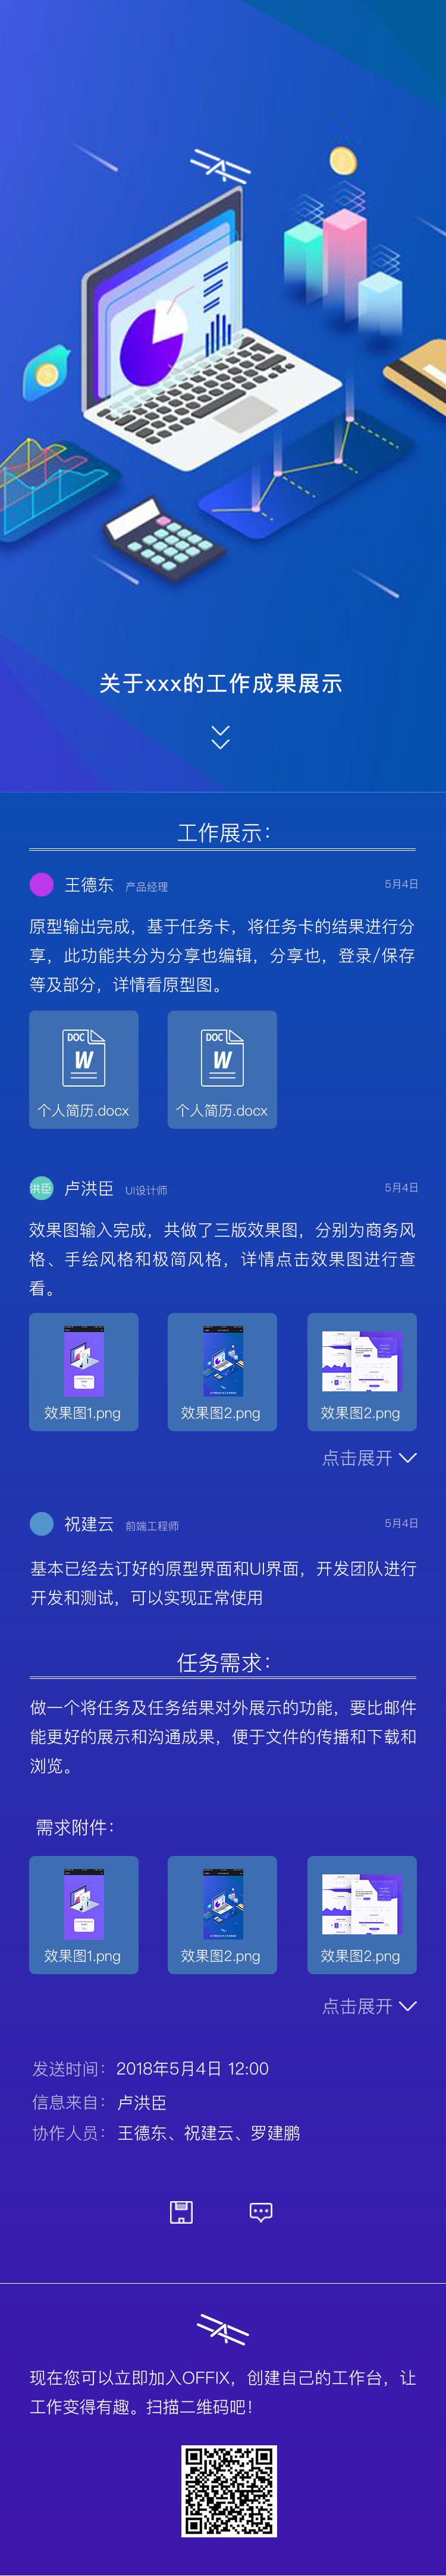 关于xxx的工作成果展示
工作展示：
王德东 产品经理 5月4日
原型输出完成，基于任务卡，将任务卡的结果进行分
享，此功能共分为分享也编辑，分享也，登录/保存
等及部分，详情看原型图。
DOC DOC
W W
个人简历.docx 个人简历.docx
洪臣 卢洪臣 UI设计师 5月4日
效果图输入完成，共做了三版效果图，分别为商务风
格、手绘风格和极简风格，详情点击效果图进行查
看。
效果图1.png 效果图2.png 效果图2.png
点击展开
祝建云 前端工程师 5月4日
基本已经去订好的原型界面和UI界面，开发团队进行
开发和测试，可以实现正常使用
任务需求：
做一个将任务及任务结果对外展示的功能，要比邮件
能更好的展示和沟通成果，便于文件的传播和下载和
浏览。
需求附件：
效果图1.png 效果图2.png 效果图2.png
点击展开
发送时间： 2018年5月4日 12:00
信息来自： 卢洪臣
协作人员： 王德东、祝建云、罗建鹏
现在您可以立即加入OFFIX，创建自己的工作台，让
工作变得有趣。扫描二维码吧！